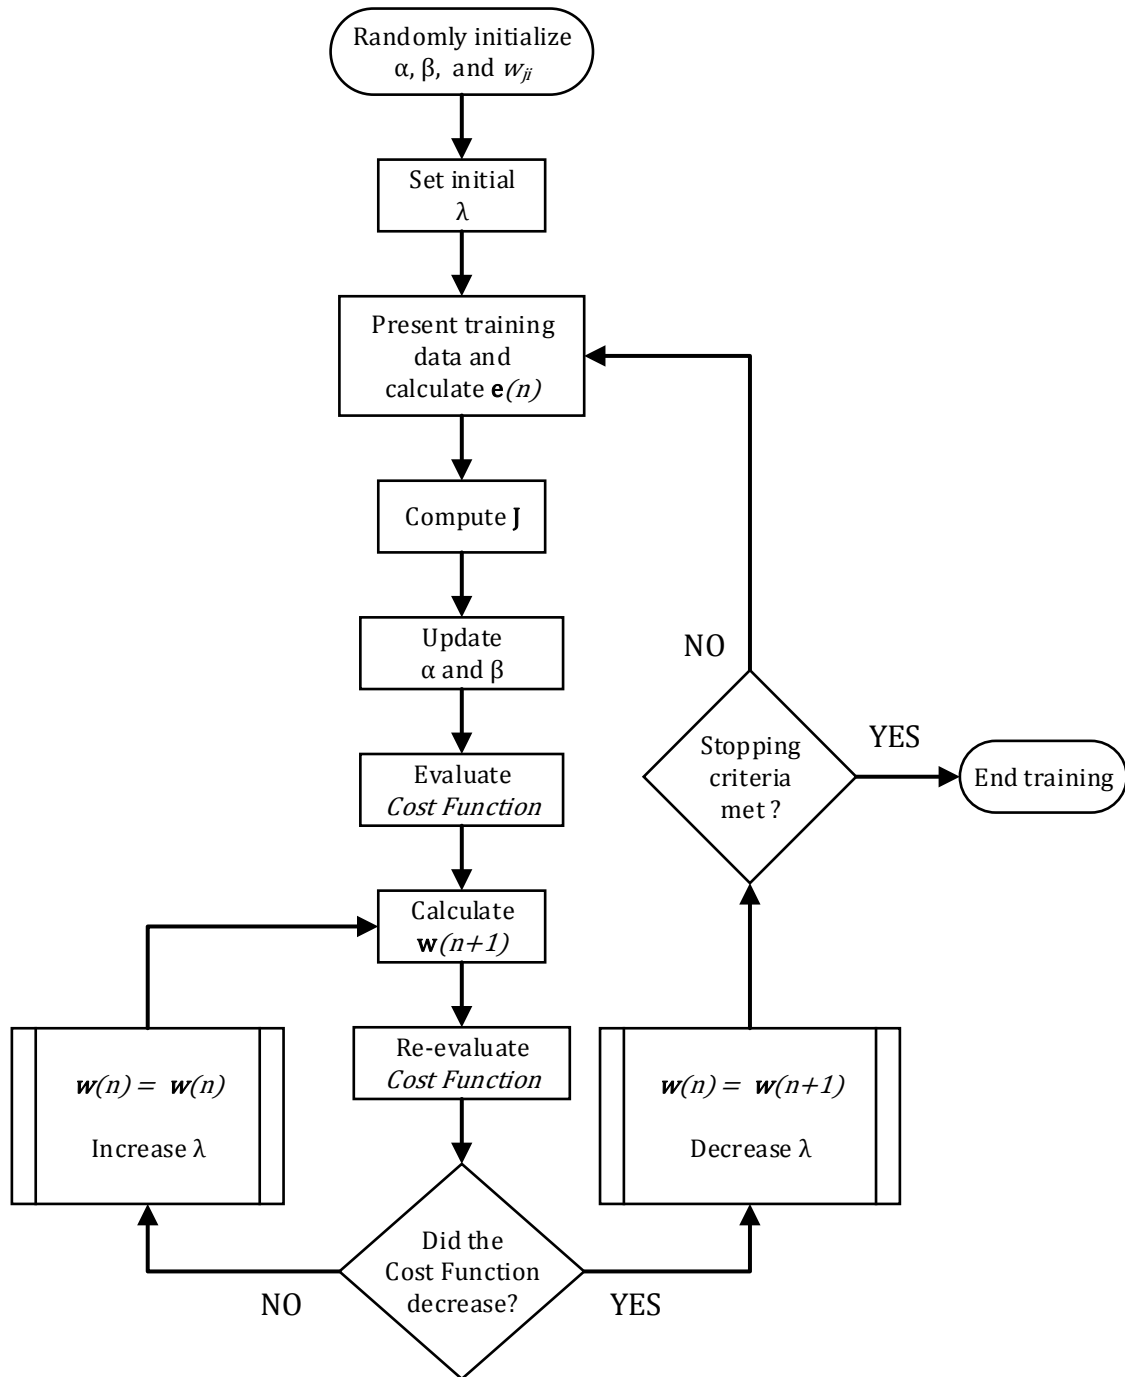 Randomly initialize
α, β, and wji
Set initial
λ
Present training
data and
calculate e(n)
Compute J
Update
α and β
Evaluate
Cost Function
Calculate
w(n+1)
Re-evaluate
Cost Function
Did the
Cost Function
decrease?
NO
YES
w(n) = w(n)
Increase λ
w(n) = w(n+1)
Decrease λ
Stopping
criteria
met ?
NO
YES
End training